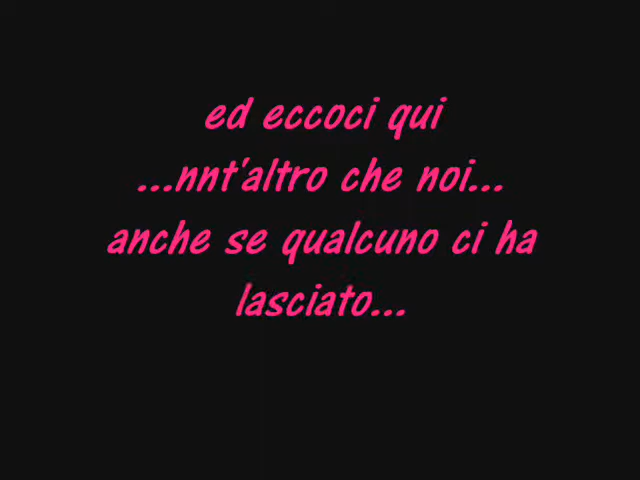 ed eccoci qui
...nnt'altro che noi...
anche se qualcuno ci ha
lasciato...